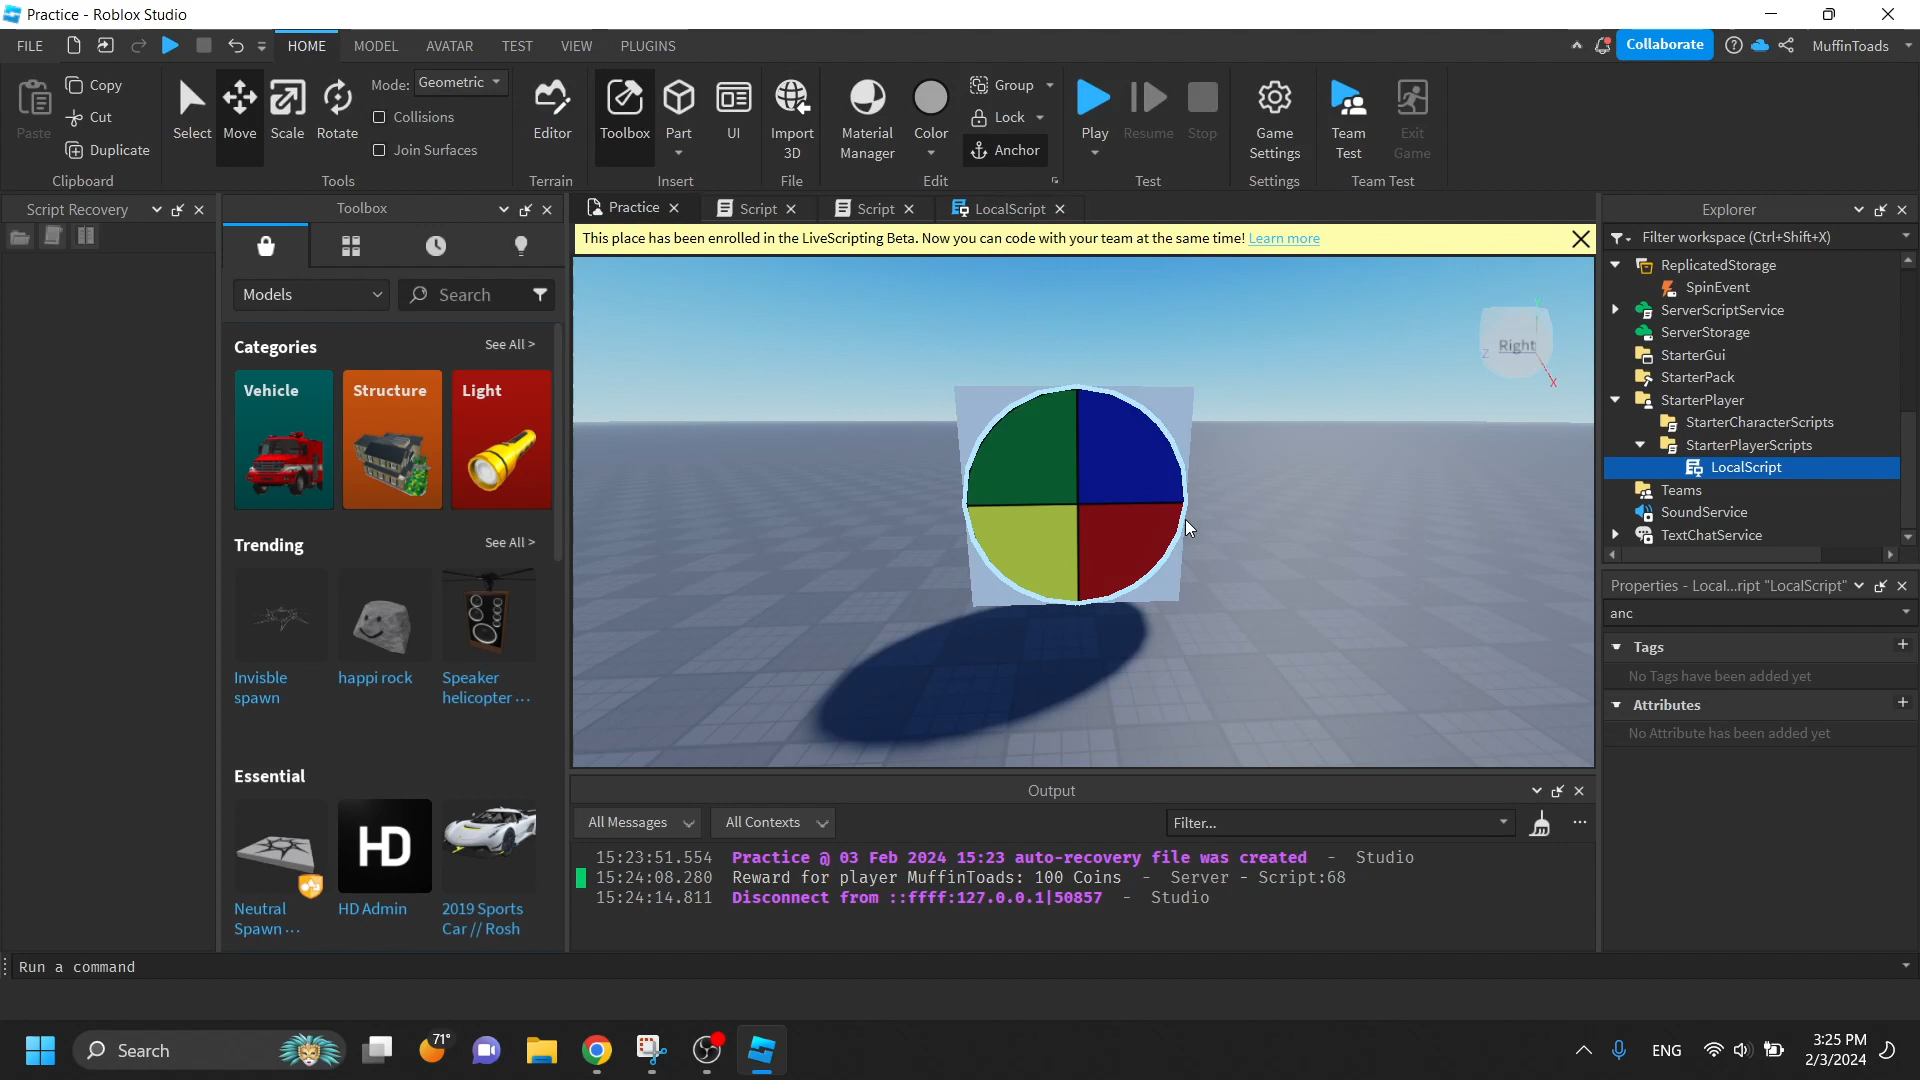 Practice - Roblox Studio
FILE HOME MODEL AVATAR TEST VIEW PLUGINS Collaborate MuffinToads
Paste Copy Cut Duplicate
Clipboard
Select Move Scale Rotate
Mode: Geometric
Collisions
Join Surfaces
Tools
Editor
Terrain
Toolbox Part UI
Insert
Import 3D
File
Material Manager Color
Group
Lock
Anchor
Edit
Play Resume Stop
Test
Game Settings
Settings
Team Test Exit Game
Team Test
Script Recovery
Toolbox
Models Search
Categories See All >
Vehicle Structure Light
Trending See All >
Invisble spawn
happi rock
Speaker helicopter ...
Essential
Neutral Spawn ...
HD
HD Admin
2019 Sports Car // Rosh
Practice Script Script LocalScript
This place has been enrolled in the LiveScripting Beta. Now you can code with your team at the same time! Learn more
Y
Right
Z
X
Output
All Messages All Contexts Filter...
15:23:51.554 Practice @ 03 Feb 2024 15:23 auto-recovery file was created - Studio
15:24:08.280 Reward for player MuffinToads: 100 Coins - Server - Script:68
15:24:14.811 Disconnect from ::ffff:127.0.0.1|50857 - Studio
Explorer
Filter workspace (Ctrl+Shift+X)
ReplicatedStorage
SpinEvent
ServerScriptService
ServerStorage
StarterGui
StarterPack
StarterPlayer
StarterCharacterScripts
StarterPlayerScripts
LocalScript
Teams
SoundService
TextChatService
Properties - Local...ript "LocalScript"
anc
Tags
No Tags have been added yet
Attributes
No Attribute has been added yet
Run a command
Search
71°
ENG
3:25 PM
2/3/2024